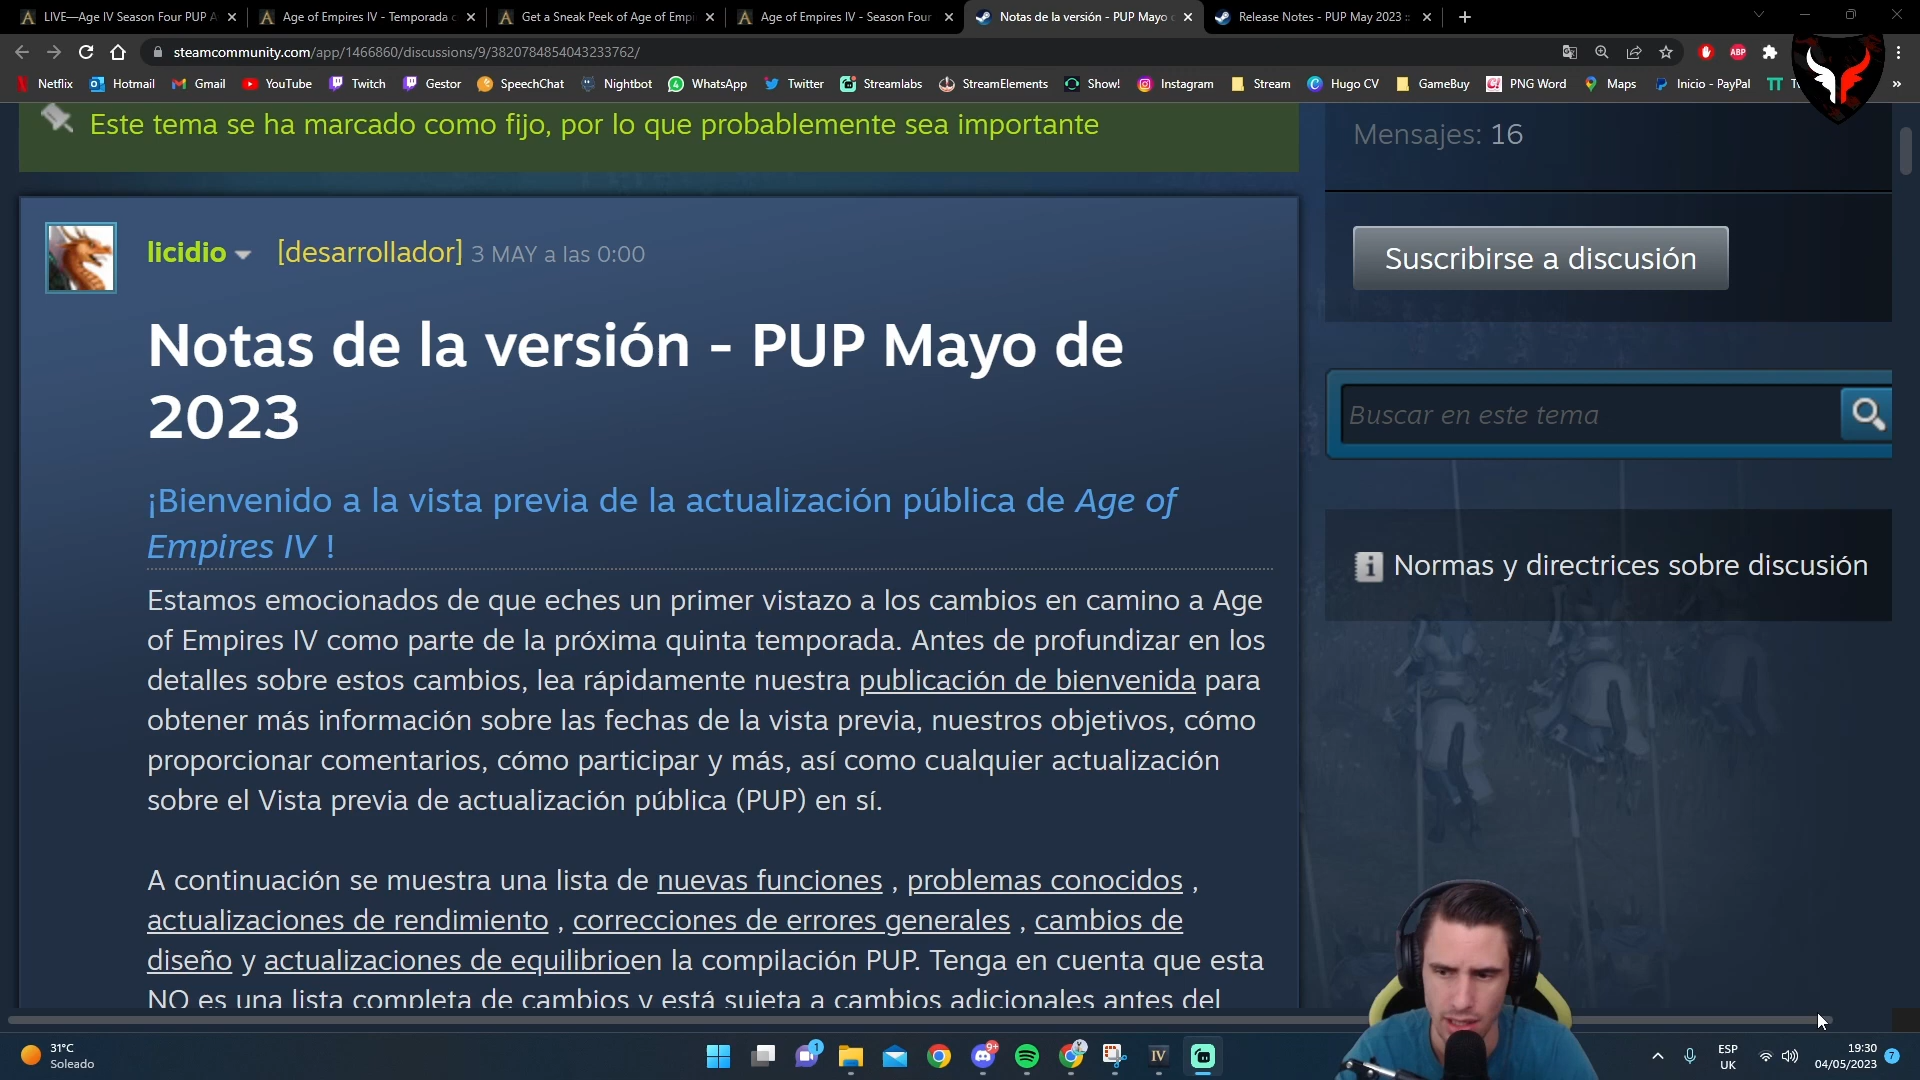 LIVE—Age IV Season Four PUP A
Age of Empires IV - Temporada c
Get a Sneak Peek of Age of Empi
Age of Empires IV - Season Four
Notas de la versión - PUP Mayo d
Release Notes - PUP May 2023 ::
steamcommunity.com/app/1466860/discussions/9/3820784854043233762/
Netflix Hotmail Gmail YouTube Twitch Gestor SpeechChat Nightbot WhatsApp Twitter Streamlabs StreamElements Show! Instagram Stream Hugo CV GameBuy PNG Word Maps Inicio - PayPal
Este tema se ha marcado como fijo, por lo que probablemente sea importante
Mensajes: 16
licidio [desarrollador] 3 MAY a las 0:00
Suscribirse a discusión
Notas de la versión - PUP Mayo de
2023
Buscar en este tema
¡Bienvenido a la vista previa de la actualización pública de Age of
Empires IV !
Normas y directrices sobre discusión
Estamos emocionados de que eches un primer vistazo a los cambios en camino a Age
of Empires IV como parte de la próxima quinta temporada. Antes de profundizar en los
detalles sobre estos cambios, lea rápidamente nuestra publicación de bienvenida para
obtener más información sobre las fechas de la vista previa, nuestros objetivos, cómo
proporcionar comentarios, cómo participar y más, así como cualquier actualización
sobre el Vista previa de actualización pública (PUP) en sí.
A continuación se muestra una lista de nuevas funciones , problemas conocidos ,
actualizaciones de rendimiento , correcciones de errores generales , cambios de
diseño y actualizaciones de equilibrioen la compilación PUP. Tenga en cuenta que esta
NO es una lista completa de cambios y está sujeta a cambios adicionales antes del
31°C
Soleado
1
9+
IV
ESP
UK
19:30
04/05/2023
7